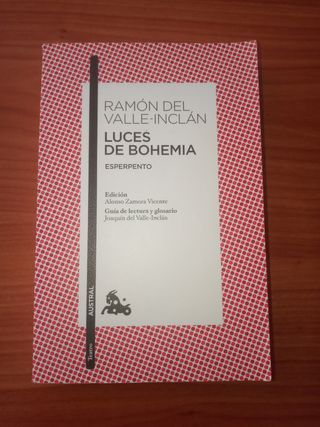 RAMÓN DEL
VALLE-INCLÁN
LUCES
DE BOHEMIA
ESPERPENTO
Edición
Alonso Zamora Vicente
Guía de lectura y glosario
Joaquín del Valle-Inclán
AUSTRAL
Teatro